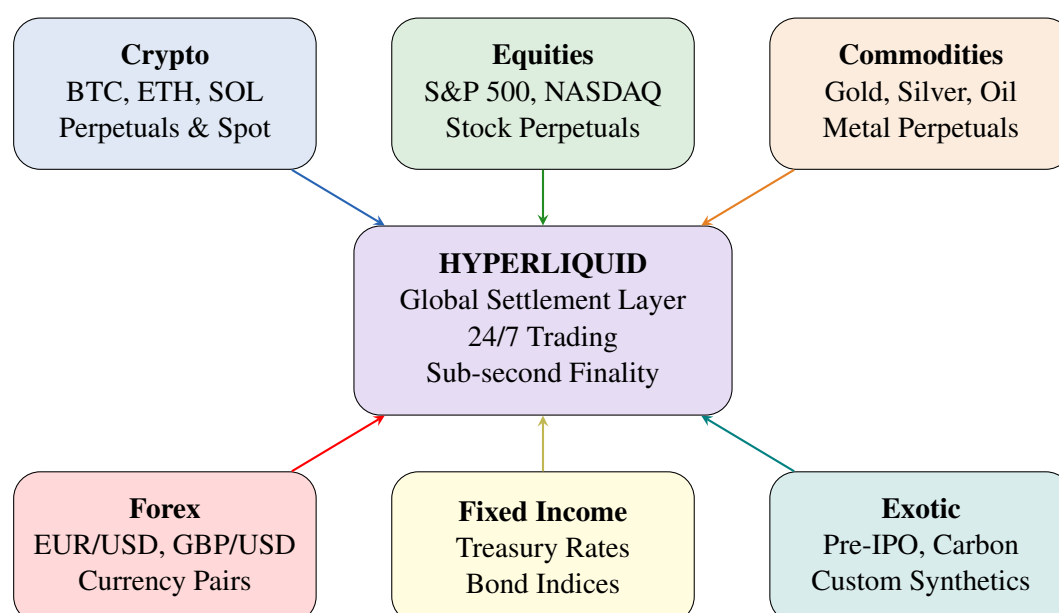 Crypto
BTC, ETH, SOL
Perpetuals & Spot
Equities
S&P 500, NASDAQ
Stock Perpetuals
Commodities
Gold, Silver, Oil
Metal Perpetuals
HYPERLIQUID
Global Settlement Layer
24/7 Trading
Sub-second Finality
Forex
EUR/USD, GBP/USD
Currency Pairs
Fixed Income
Treasury Rates
Bond Indices
Exotic
Pre-IPO, Carbon
Custom Synthetics